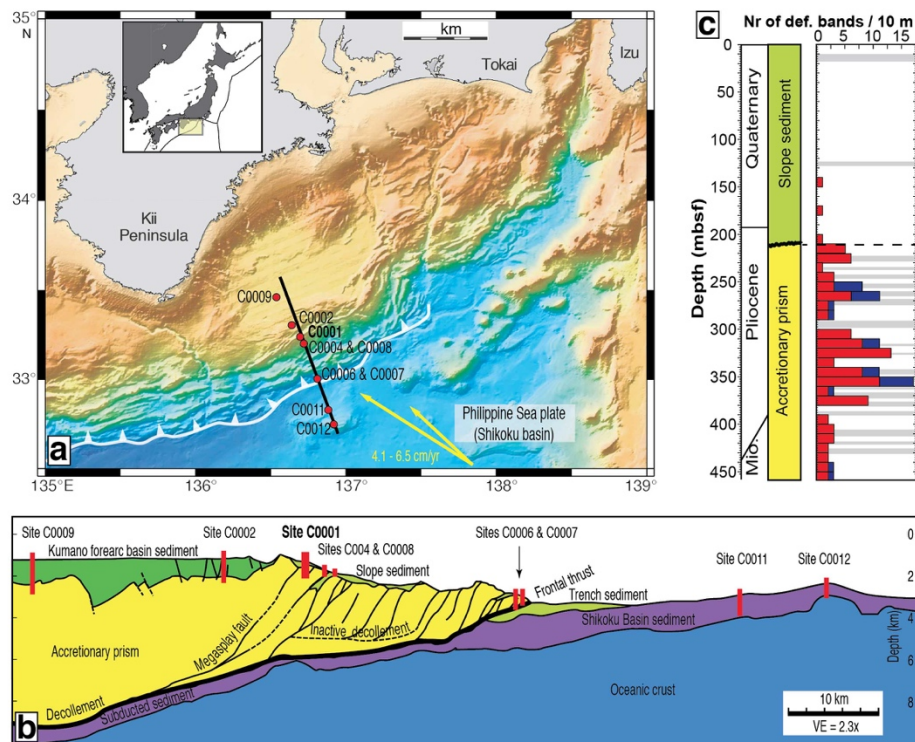 35°
N
34°
33°
135°E
136°
137°
138°
139°
km
Tokai
Izu
Kii
Peninsula
C0009
C0002
C0001
C0004 & C0008
C0006 & C0007
C0011
C0012
Philippine Sea plate
(Shikoku basin)
4.1 - 6.5 cm/yr
a
c
Nr of def. bands / 10 m
0 5 10 15
Depth (mbsf)
0
50
100
150
200
250
300
350
400
450
Quaternary
Pliocene
Mio.
Slope sediment
Accretionary prism
Site C0009
Site C0002
Site C0001
Sites C004 & C0008
Sites C0006 & C0007
Site C0011
Site C0012
Kumano forearc basin sediment
Slope sediment
Frontal thrust
Trench sediment
Shikoku Basin sediment
Megasplay fault
Inactive decollement
Accretionary prism
Decollement
Subducted sediment
Oceanic crust
0
2
4
6
8
Depth (km)
10 km
VE = 2.3x
b